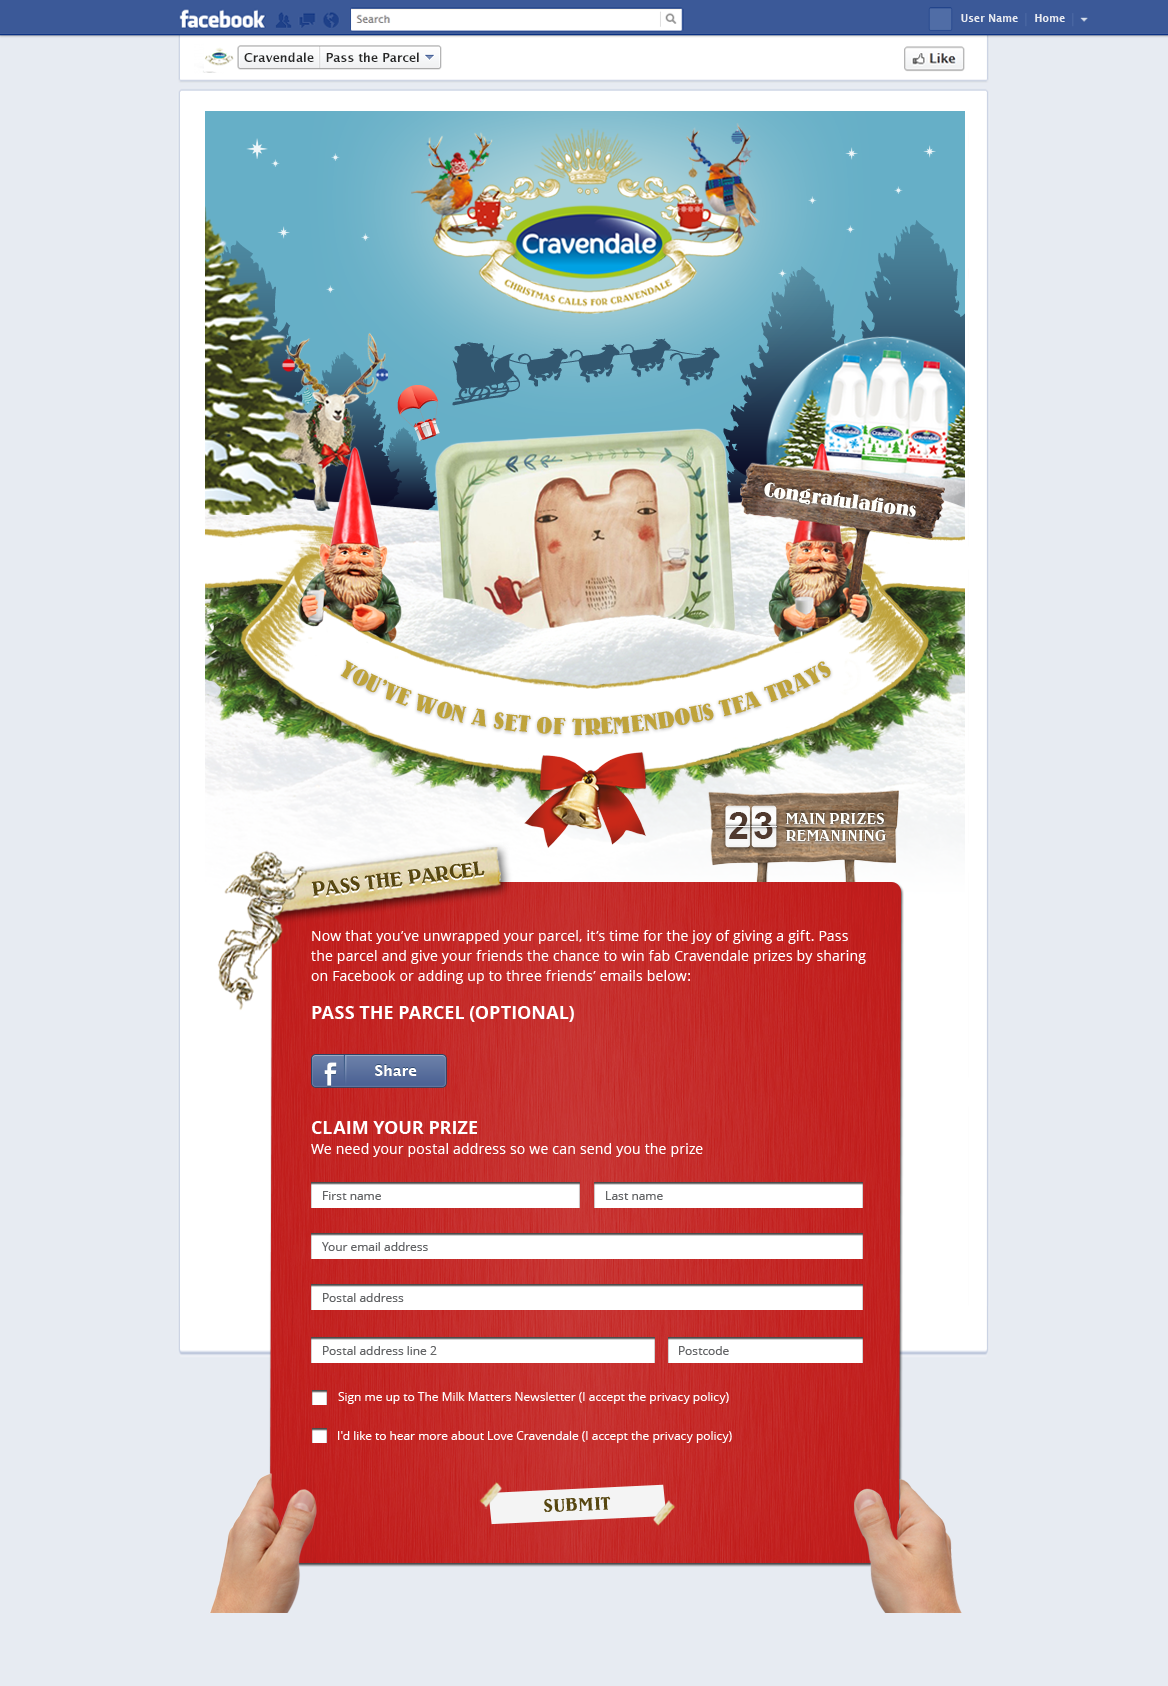 facebook
Search
User Name
Home
Cravendale
Pass the Parcel
Like
Cravendale
CHRISTMAS CALLS FOR CRAVENDALE
Cravendale
Cravendale
Cravendale
Congratulations
YOU'VE WON A SET OF TREMENDOUS TEA TRAYS
23
MAIN PRIZES
REMANINING
PASS THE PARCEL
Now that you've unwrapped your parcel, it's time for the joy of giving a gift. Pass
the parcel and give your friends the chance to win fab Cravendale prizes by sharing
on Facebook or adding up to three friends' emails below:
PASS THE PARCEL (OPTIONAL)
f Share
CLAIM YOUR PRIZE
We need your postal address so we can send you the prize
First name
Last name
Your email address
Postal address
Postal address line 2
Postcode
Sign me up to The Milk Matters Newsletter (I accept the privacy policy)
I'd like to hear more about Love Cravendale (I accept the privacy policy)
SUBMIT